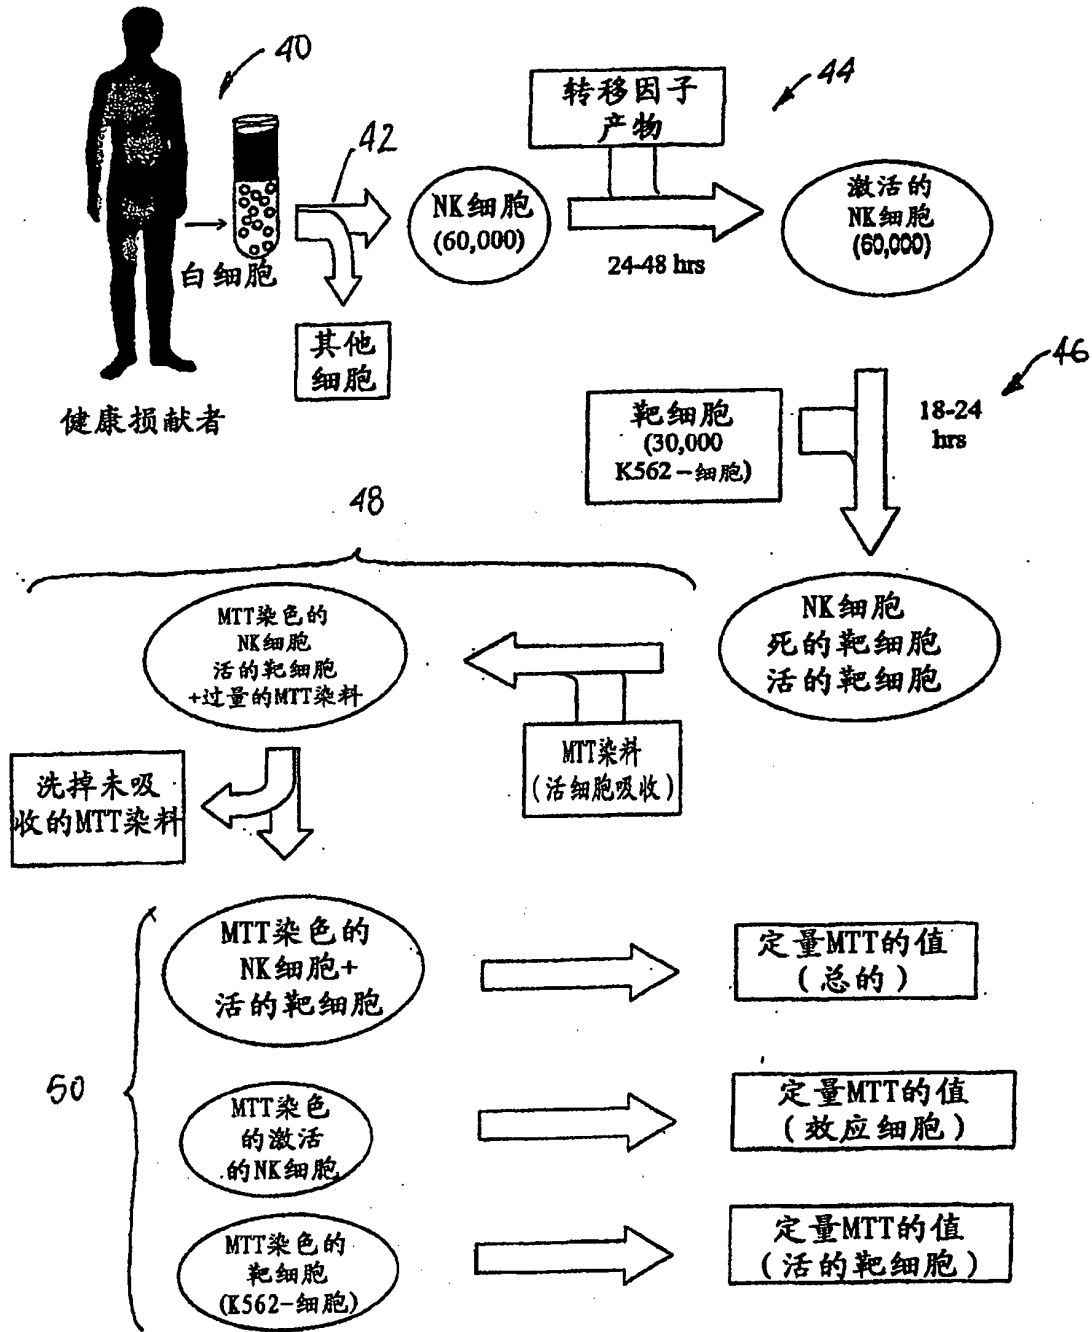 40
44
转移因子
产物
42
NK细胞
(60,000)
激活的
NK细胞
(60,000)
24-48 hrs
白细胞
其他
细胞
健康损献者
46
靶细胞
(30,000
K562-细胞)
18-24
hrs
48
MTT染色的
NK细胞
活的靶细胞
+过量的MTT染料
NK细胞
死的靶细胞
活的靶细胞
MTT染料
(活细胞吸收)
洗掉未吸
收的MTT染料
50
MTT染色的
NK细胞+
活的靶细胞
定量MTT的值
(总的)
MTT染色
的激活
的NK细胞
定量MTT的值
(效应细胞)
MTT染色的
靶细胞
(K562-细胞)
定量MTT的值
(活的靶细胞)